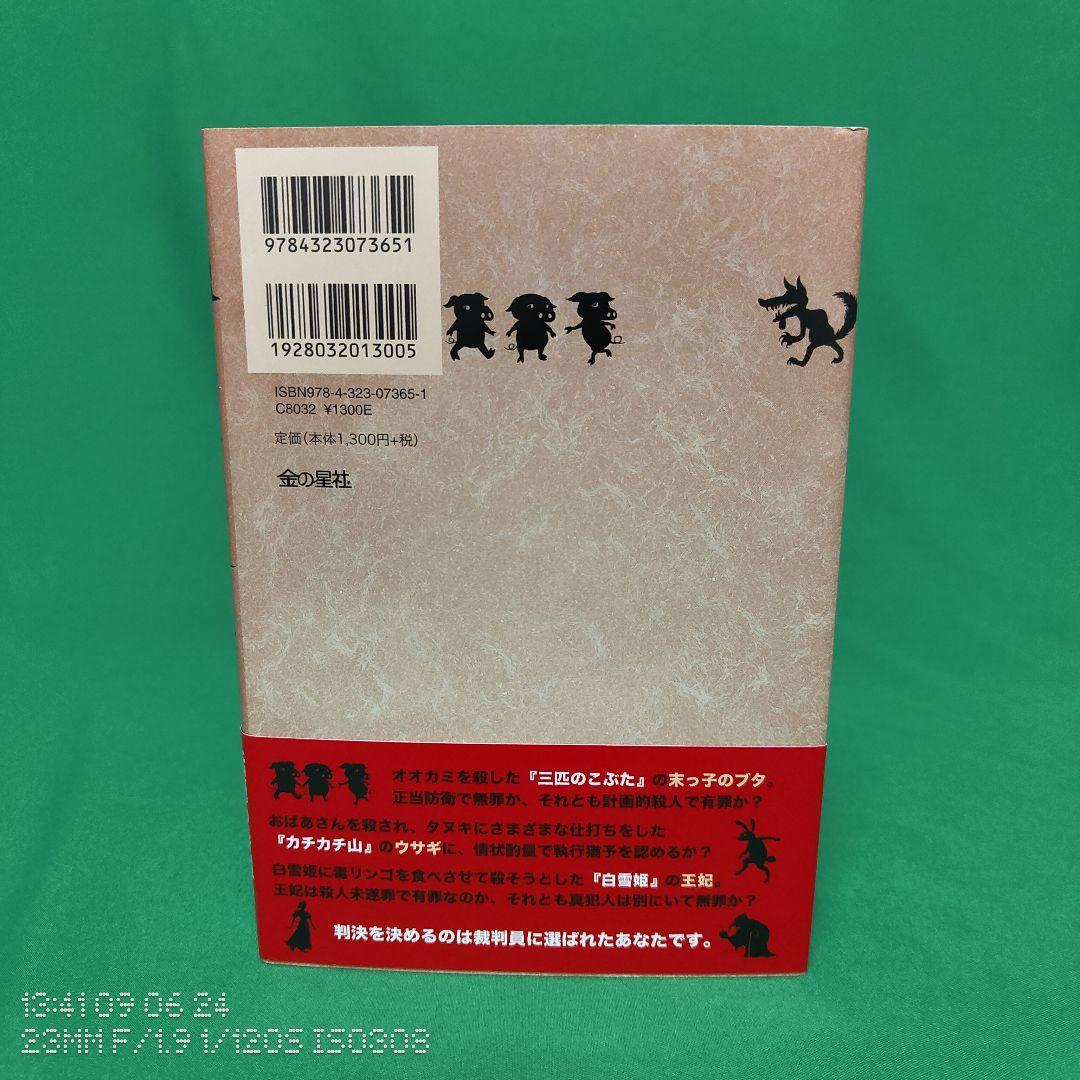 9784323073651
1928032013005
ISBN978-4-323-07365-1
C8032 ¥1300E
定価(本体1,300円+税)
金の星社
オオカミを殺した『三匹のこぶた』の末っ子のブタ。
正当防衛で無罪か、それとも計画的殺人で有罪か？
おばあさんを殺され、タヌキにさまざまな仕打ちをした
『カチカチ山』のウサギに、情状酌量で執行猶予を認めるか？
白雪姫に毒リンゴを食べさせて殺そうとした『白雪姫』の王妃。
王妃は殺人未遂罪で有罪なのか、それとも真犯人は別にいて無罪か？
判決を決めるのは裁判員に選ばれたあなたです。
13:41 09 06 24
23MM F/1.9 1/120S ISO308